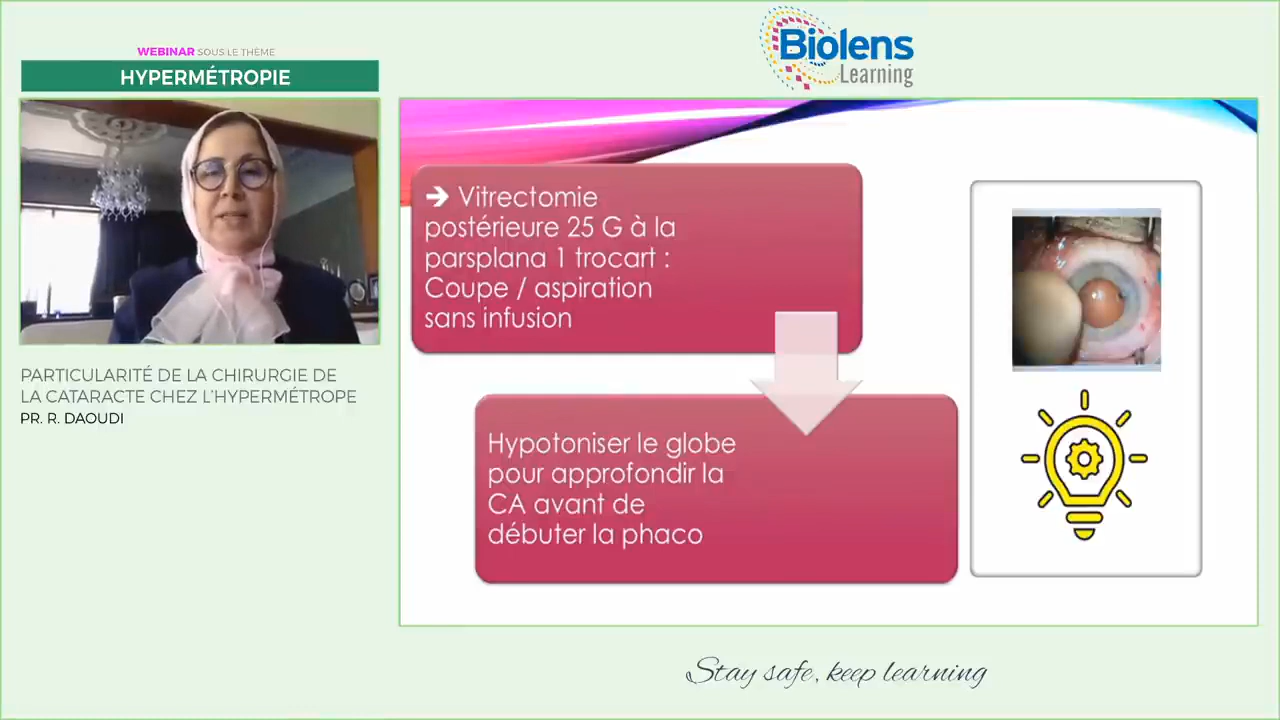 WEBINAR SOUS LE THÈME
HYPERMÉTROPIE
PARTICULARITÉ DE LA CHIRURGIE DE
LA CATARACTE CHEZ L'HYPERMÉTROPE
PR. R. DAOUDI
Biolens
Learning
➔ Vitrectomie
postérieure 25 G à la
parsplana 1 trocart :
Coupe / aspiration
sans infusion
Hypotoniser le globe
pour approfondir la
CA avant de
débuter la phaco
Stay safe, keep learning